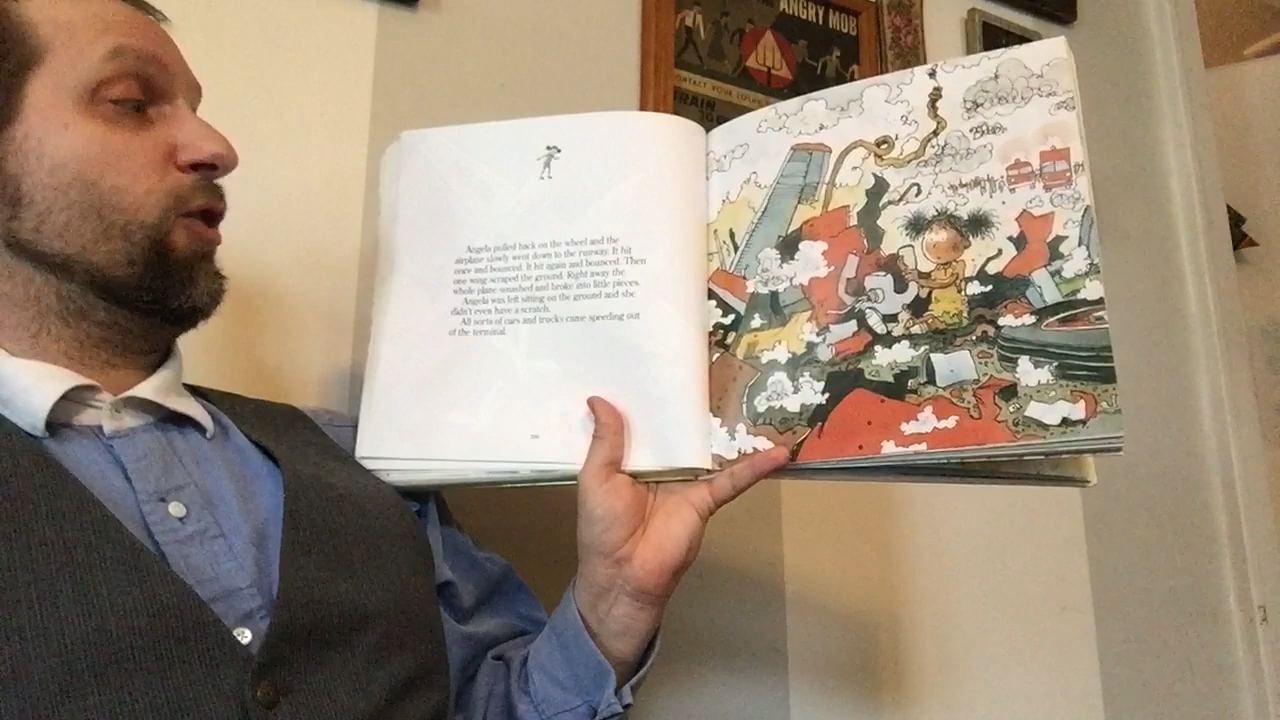 ANGRY MOB
CONTACT YOUR
TRAIN
Angela pulled back on the wheel and the
airplane slowly went down to the runway. It hit
once and bounced. It hit again and bounced. Then
one wing scraped the ground. Right away the
whole plane smashed and broke into little pieces.
Angela was left sitting on the ground and she
didn't even have a scratch.
All sorts of cars and trucks came speeding out
of the terminal.